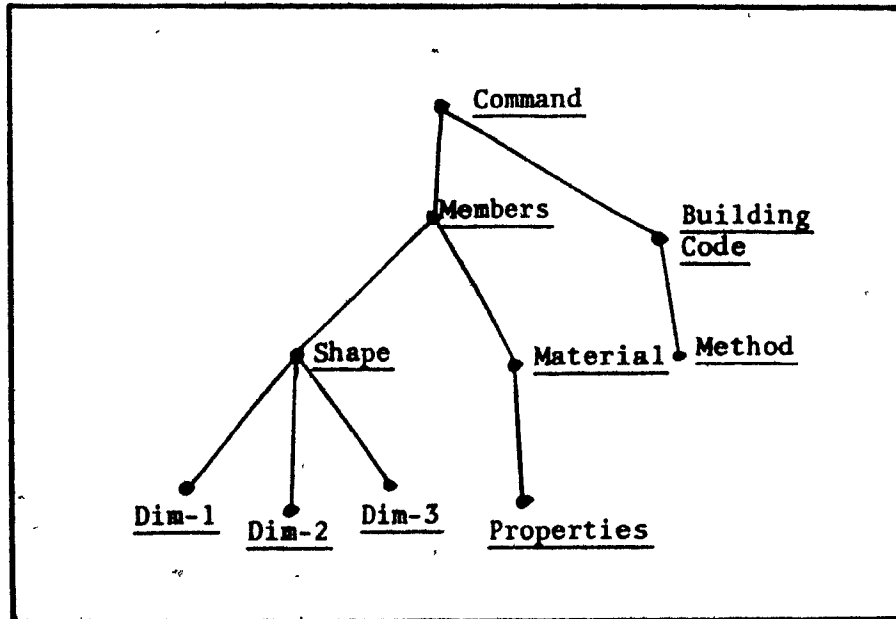 Command
Members
Building
Code
Shape
Material
Method
Dim-1
Dim-2
Dim-3
Properties